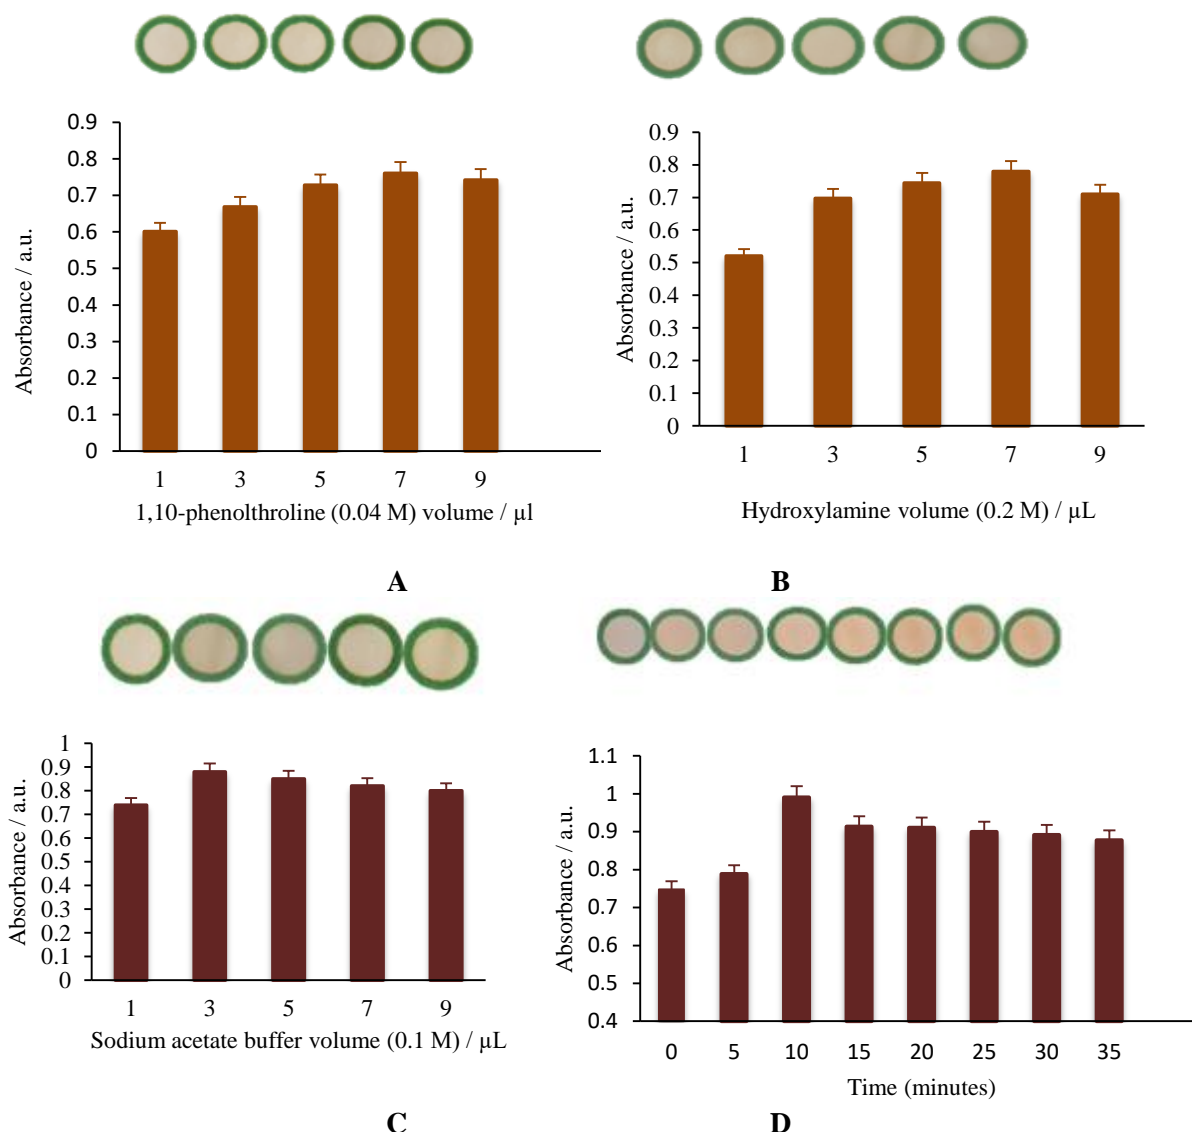 0.9
0.8
0.7
0.6
0.5
0.4
0.3
0.2
0.1
0
Absorbance / a.u.
1 3 5 7 9
1,10-phenolthroline (0.04 M) volume / µl
A
0.9
0.8
0.7
0.6
0.5
0.4
0.3
0.2
0.1
0
Absorbance / a.u.
1 3 5 7 9
Hydroxylamine volume (0.2 M) / µL
B
1
0.9
0.8
0.7
0.6
0.5
0.4
0.3
0.2
0.1
0
Absorbance / a.u.
1 3 5 7 9
Sodium acetate buffer volume (0.1 M) / µL
C
1.1
1
0.9
0.8
0.7
0.6
0.5
0.4
Absorbance / a.u.
0 5 10 15 20 25 30 35
Time (minutes)
D